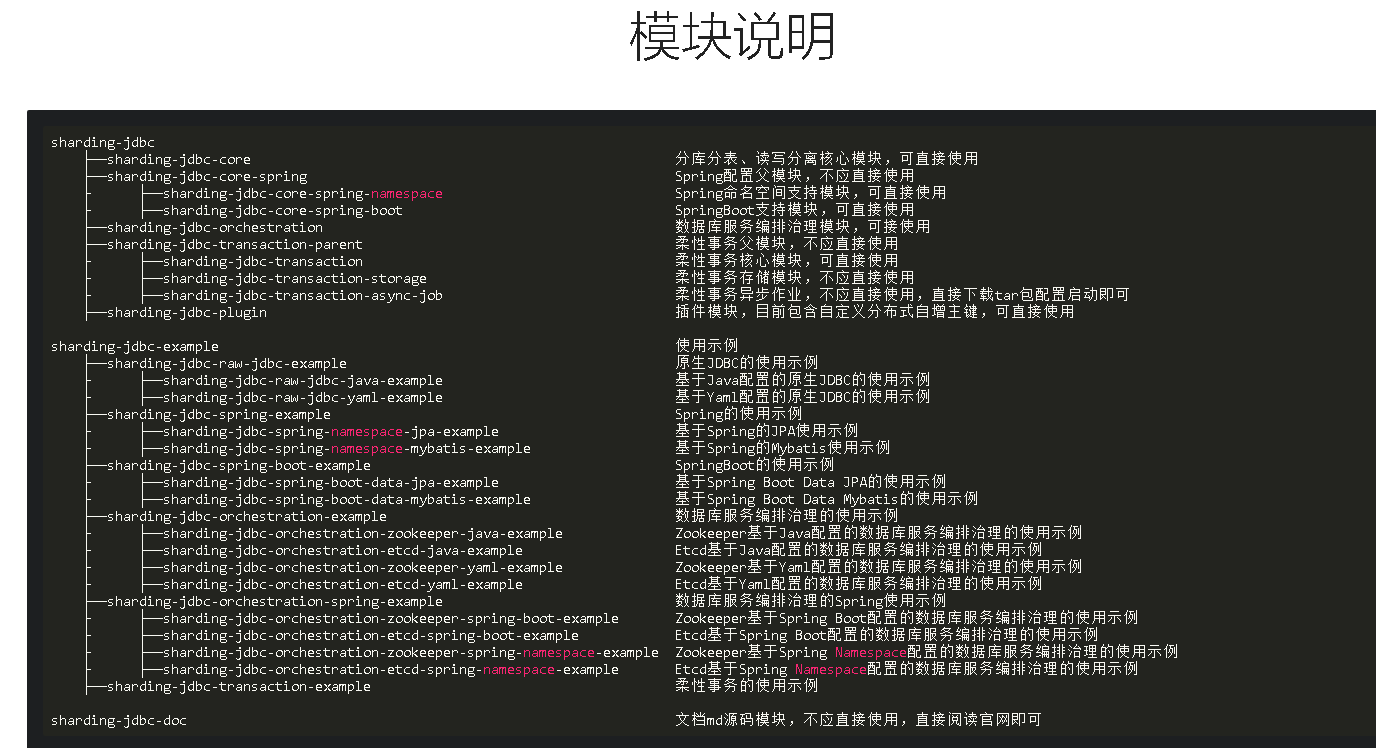 模块说明
sharding-jdbc
├──sharding-jdbc-core 分库分表、读写分离核心模块，可直接使用
├──sharding-jdbc-core-spring Spring配置父模块，不应直接使用
├ ├──sharding-jdbc-core-spring-namespace Spring命名空间支持模块，可直接使用
├ ├──sharding-jdbc-core-spring-boot SpringBoot支持模块，可直接使用
├──sharding-jdbc-orchestration 数据库服务编排治理模块，可接使用
├──sharding-jdbc-transaction-parent 柔性事务父模块，不应直接使用
├ ├──sharding-jdbc-transaction 柔性事务核心模块，可直接使用
├ ├──sharding-jdbc-transaction-storage 柔性事务存储模块，不应直接使用
├ ├──sharding-jdbc-transaction-async-job 柔性事务异步作业，不应直接使用，直接下载tar包配置启动即可
├──sharding-jdbc-plugin 插件模块，目前包含自定义分布式自增主键，可直接使用
sharding-jdbc-example 使用示例
├──sharding-jdbc-raw-jdbc-example 原生JDBC的使用示例
├ ├──sharding-jdbc-raw-jdbc-java-example 基于Java配置的原生JDBC的使用示例
├ ├──sharding-jdbc-raw-jdbc-yaml-example 基于Yaml配置的原生JDBC的使用示例
├──sharding-jdbc-spring-example Spring的使用示例
├ ├──sharding-jdbc-spring-namespace-jpa-example 基于Spring的JPA使用示例
├ ├──sharding-jdbc-spring-namespace-mybatis-example 基于Spring的Mybatis使用示例
├──sharding-jdbc-spring-boot-example SpringBoot的使用示例
├ ├──sharding-jdbc-spring-boot-data-jpa-example 基于Spring Boot Data JPA的使用示例
├ ├──sharding-jdbc-spring-boot-data-mybatis-example 基于Spring Boot Data Mybatis的使用示例
├──sharding-jdbc-orchestration-example 数据库服务编排治理的使用示例
├ ├──sharding-jdbc-orchestration-zookeeper-java-example Zookeeper基于Java配置的数据库服务编排治理的使用示例
├ ├──sharding-jdbc-orchestration-etcd-java-example Etcd基于Java配置的数据库服务编排治理的使用示例
├ ├──sharding-jdbc-orchestration-zookeeper-yaml-example Zookeeper基于Yaml配置的数据库服务编排治理的使用示例
├ ├──sharding-jdbc-orchestration-etcd-yaml-example Etcd基于Yaml配置的数据库服务编排治理的使用示例
├──sharding-jdbc-orchestration-spring-example 数据库服务编排治理的Spring使用示例
├ ├──sharding-jdbc-orchestration-zookeeper-spring-boot-example Zookeeper基于Spring Boot配置的数据库服务编排治理的使用示例
├ ├──sharding-jdbc-orchestration-etcd-spring-boot-example Etcd基于Spring Boot配置的数据库服务编排治理的使用示例
├ ├──sharding-jdbc-orchestration-zookeeper-spring-namespace-example Zookeeper基于Spring Namespace配置的数据库服务编排治理的使用示例
├ ├──sharding-jdbc-orchestration-etcd-spring-namespace-example Etcd基于Spring Namespace配置的数据库服务编排治理的使用示例
├──sharding-jdbc-transaction-example 柔性事务的使用示例
sharding-jdbc-doc 文档md源码模块，不应直接使用，直接阅读官网即可